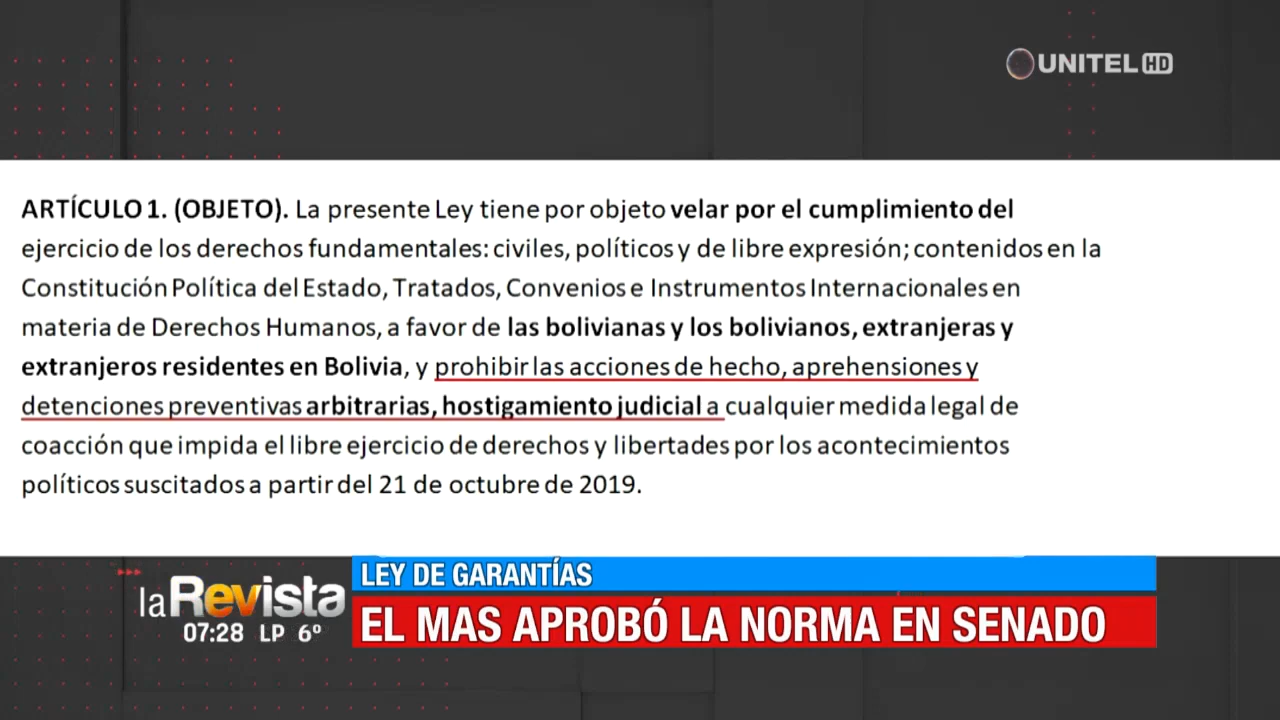 UNITEL HD
ARTÍCULO 1. (OBJETO). La presente Ley tiene por objeto velar por el cumplimiento del
ejercicio de los derechos fundamentales: civiles, políticos y de libre expresión; contenidos en la
Constitución Política del Estado, Tratados, Convenios e Instrumentos Internacionales en
materia de Derechos Humanos, a favor de las bolivianas y los bolivianos, extranjeras y
extranjeros residentes en Bolivia, y prohibir las acciones de hecho, aprehensiones y
detenciones preventivas arbitrarias, hostigamiento judicial a cualquier medida legal de
coacción que impida el libre ejercicio de derechos y libertades por los acontecimientos
políticos suscitados a partir del 21 de octubre de 2019.
LEY DE GARANTÍAS
la Revista
EL MAS APROBÓ LA NORMA EN SENADO
07:28 LP 6º